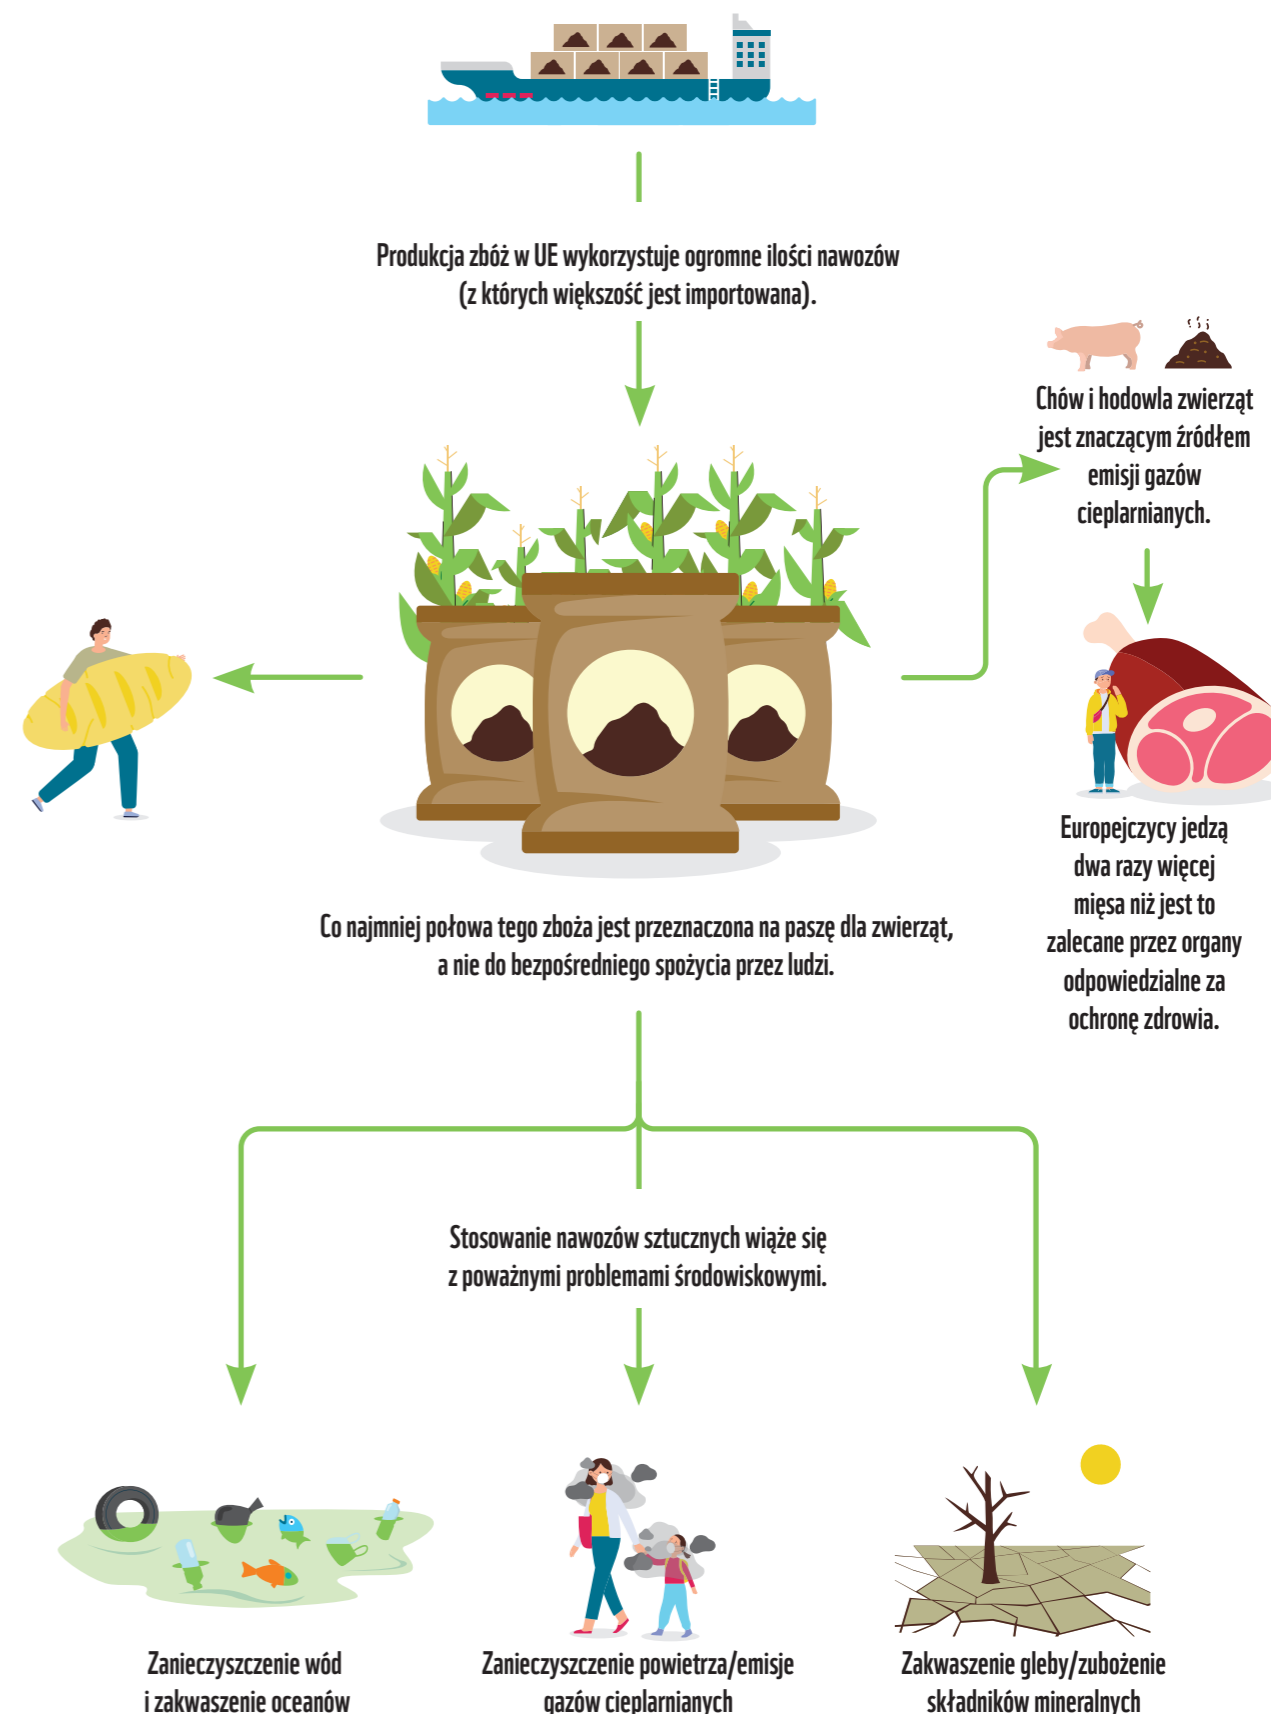 Produkcja zbóż w UE wykorzystuje ogromne ilości nawozów
(z których większość jest importowana).
Chów i hodowla zwierząt
jest znaczącym źródłem
emisji gazów
cieplarnianych.
Europejczycy jedzą
dwa razy więcej
mięsa niż jest to
zalecane przez organy
odpowiedzialne za
ochronę zdrowia.
Co najmniej połowa tego zboża jest przeznaczona na paszę dla zwierząt,
a nie do bezpośredniego spożycia przez ludzi.
Stosowanie nawozów sztucznych wiąże się
z poważnymi problemami środowiskowymi.
Zanieczyszczenie wód
i zakwaszenie oceanów
Zanieczyszczenie powietrza/emisje
gazów cieplarnianych
Zakwaszenie gleby/zubożenie
składników mineralnych